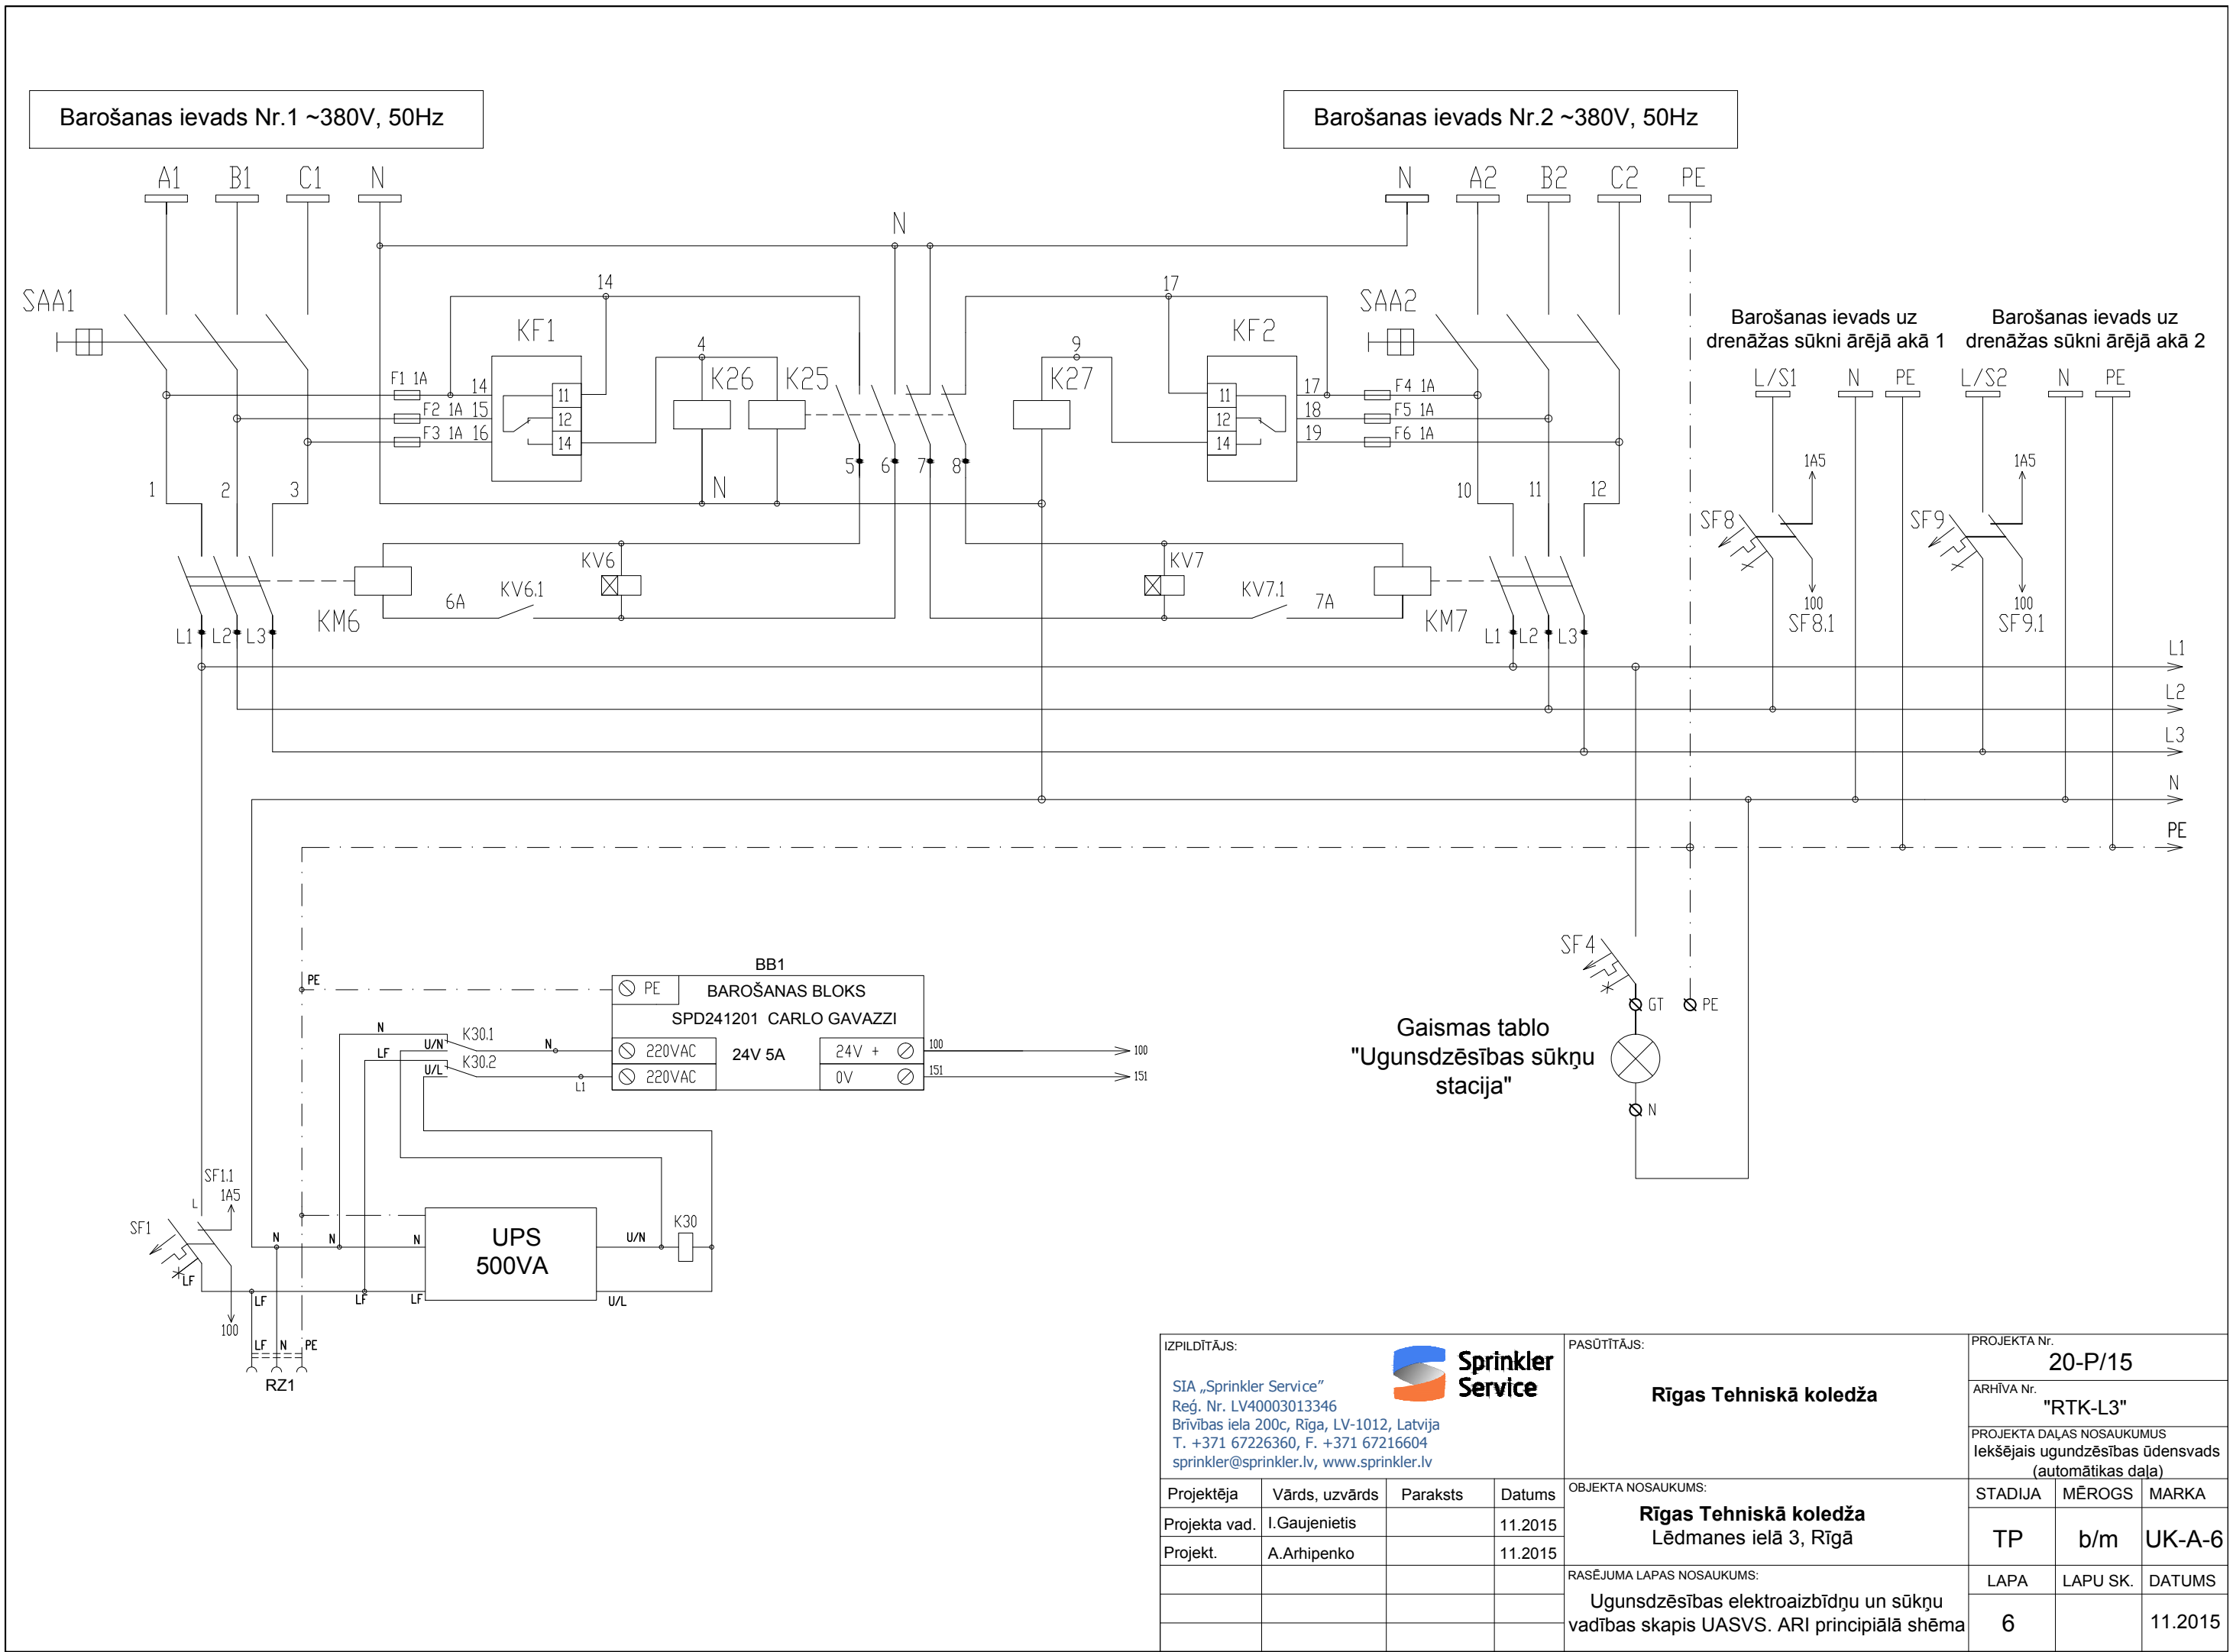 Barošanas ievads Nr.1 ~380V, 50Hz
Barošanas ievads Nr.2 ~380V, 50Hz
A1 B1 C1 N
N A2 B2 C2 PE
N
SAA1
14
KF1
F1 1A 14
F2 1A 15
F3 1A 16
11
12
14
4
K26
K25
N
5 6 7 8
9
K27
17
KF2
11
12
14
17 F4 1A
18 F5 1A
19 F6 1A
SAA2
1 2 3
10 11 12
KM6
6A
KV6.1
KV6
KV7
KV7.1
7A
KM7
L1 L2 L3
L1 L2 L3
Barošanas ievads uz
drenāžas sūkni ārējā akā 1
Barošanas ievads uz
drenāžas sūkni ārējā akā 2
L/S1 N PE
L/S2 N PE
1A5
SF8
100
SF8.1
1A5
SF9
100
SF9.1
L1
L2
L3
N
PE
PE
BB1
PE
BAROŠANAS BLOKS
SPD241201 CARLO GAVAZZI
220VAC
24V 5A
24V +
220VAC
0V
100
151
100
151
N
U/N
K30.1
N
LF
U/L
K30.2
L1
SF4
GT
PE
N
Gaismas tablo
"Ugunsdzēsības sūkņu
stacija"
SF1.1
1A5
L
SF1
LF
100
N
N
N
UPS
500VA
U/N
K30
U/L
LF
LF
LF
LF N PE
RZ1
IZPILDĪTĀJS:
Sprinkler
Service
SIA „Sprinkler Service”
Reģ. Nr. LV40003013346
Brīvības iela 200c, Rīga, LV-1012, Latvija
T. +371 67226360, F. +371 67216604
sprinkler@sprinkler.lv, www.sprinkler.lv
PASŪTĪTĀJS:
Rīgas Tehniskā koledža
PROJEKTA Nr.
20-P/15
ARHĪVA Nr.
"RTK-L3"
PROJEKTA DAĻAS NOSAUKUMUS
Iekšējais ugundzēsības ūdensvads
(automātikas daļa)
Projektēja Vārds, uzvārds Paraksts Datums
Projekta vad. I.Gaujenietis 11.2015
Projekt. A.Arhipenko 11.2015
OBJEKTA NOSAUKUMS:
Rīgas Tehniskā koledža
Lēdmanes ielā 3, Rīgā
STADIJA MĒROGS MARKA
TP b/m UK-A-6
RASĒJUMA LAPAS NOSAUKUMS:
Ugunsdzēsības elektroaizbīdņu un sūkņu
vadības skapis UASVS. ARI principiālā shēma
LAPA LAPU SK. DATUMS
6 11.2015